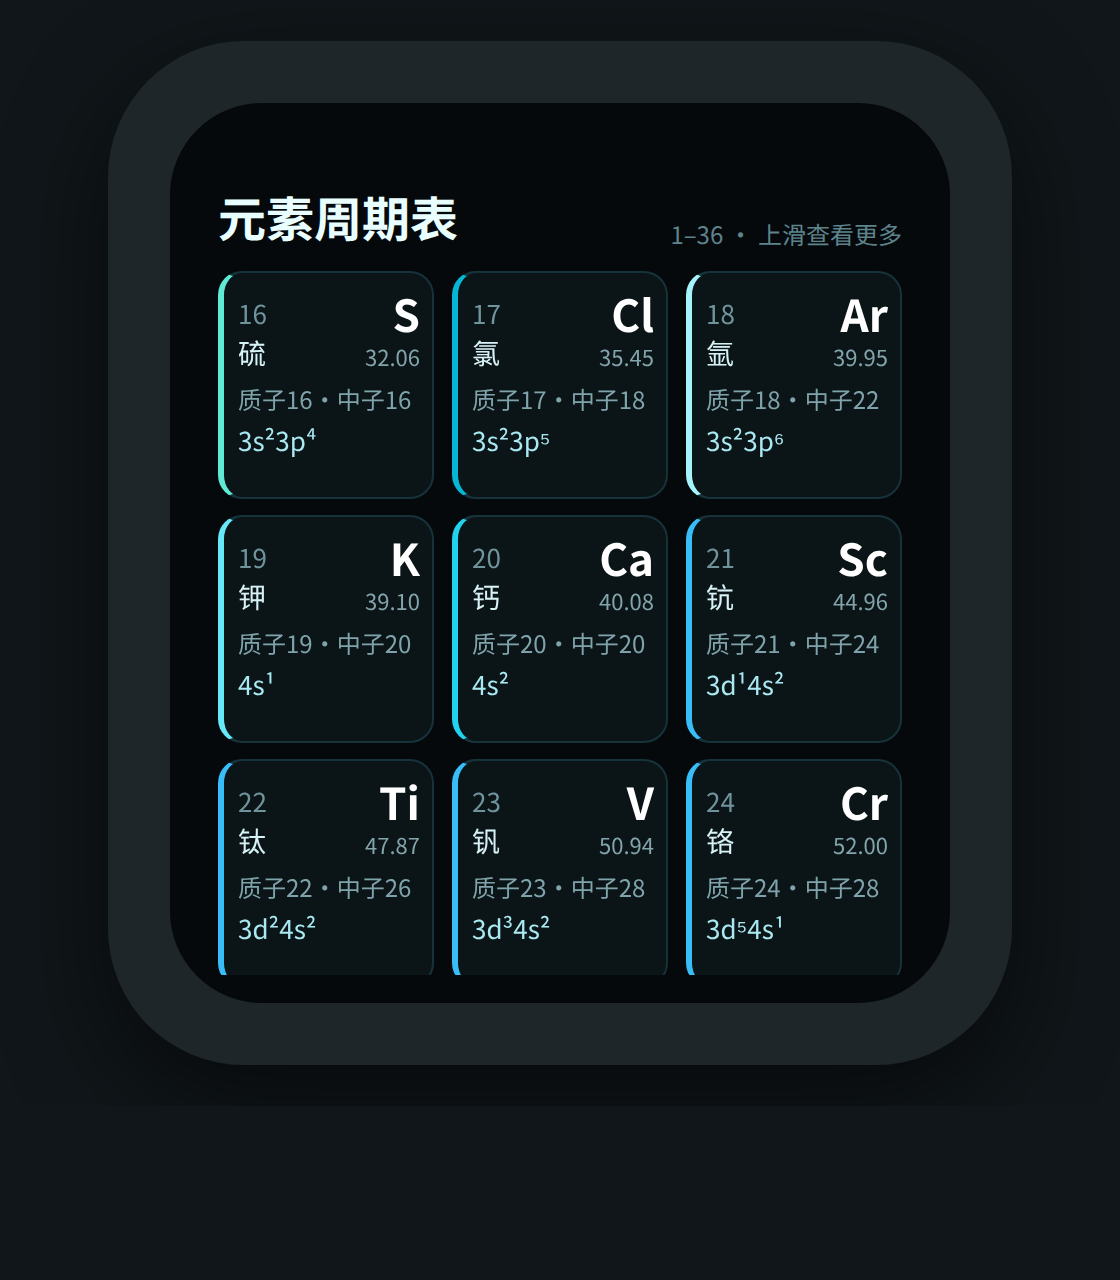 元素周期表
1–36 • 上滑查看更多
16 S
硫 32.06
质子16 • 中子16
3s²3p⁴
17 Cl
氯 35.45
质子17 • 中子18
3s²3p⁵
18 Ar
氩 39.95
质子18 • 中子22
3s²3p⁶
19 K
钾 39.10
质子19 • 中子20
4s¹
20 Ca
钙 40.08
质子20 • 中子20
4s²
21 Sc
钪 44.96
质子21 • 中子24
3d¹4s²
22 Ti
钛 47.87
质子22 • 中子26
3d²4s²
23 V
钒 50.94
质子23 • 中子28
3d³4s²
24 Cr
铬 52.00
质子24 • 中子28
3d⁵4s¹